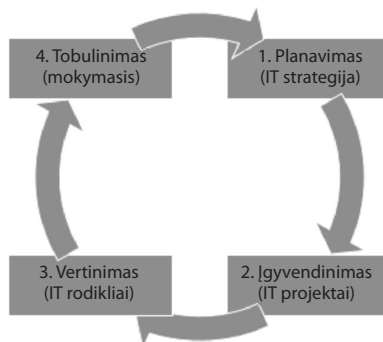 4. Tobulinimas
(mokymasis)
1. Planavimas
(IT strategija)
3. Vertinimas
(IT rodikliai)
2. Įgyvendinimas
(IT projektai)